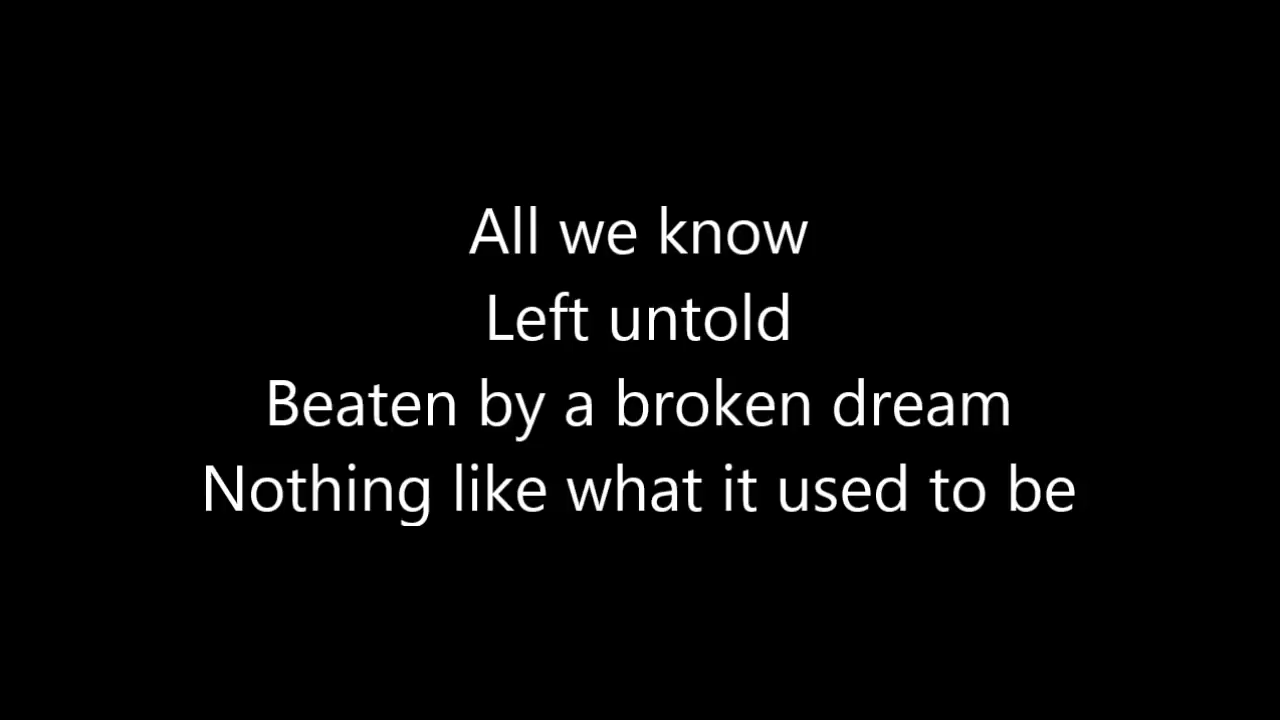 All we know
Left untold
Beaten by a broken dream
Nothing like what it used to be